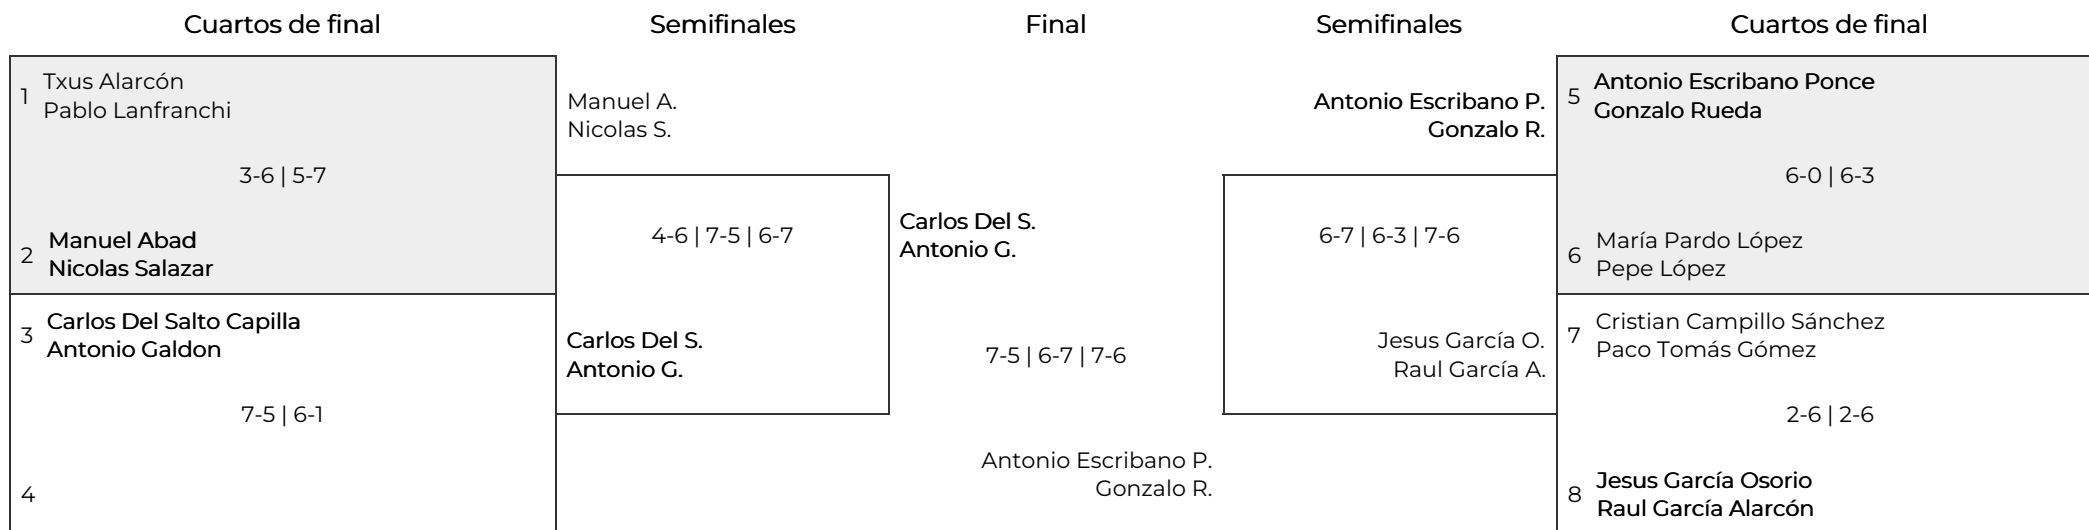 Cuartos de final
Semifinales
Final
Semifinales
Cuartos de final
1
Txus Alarcón
Pablo Lanfranchi
3-6 | 5-7
2
Manuel Abad
Nicolas Salazar
3
Carlos Del Salto Capilla
Antonio Galdon
7-5 | 6-1
4
Manuel A.
Nicolas S.
4-6 | 7-5 | 6-7
Carlos Del S.
Antonio G.
Carlos Del S.
Antonio G.
7-5 | 6-7 | 7-6
Antonio Escribano P.
Gonzalo R.
Antonio Escribano P.
Gonzalo R.
6-7 | 6-3 | 7-6
Jesus García O.
Raul García A.
5
Antonio Escribano Ponce
Gonzalo Rueda
6-0 | 6-3
6
María Pardo López
Pepe López
7
Cristian Campillo Sánchez
Paco Tomás Gómez
2-6 | 2-6
8
Jesus García Osorio
Raul García Alarcón